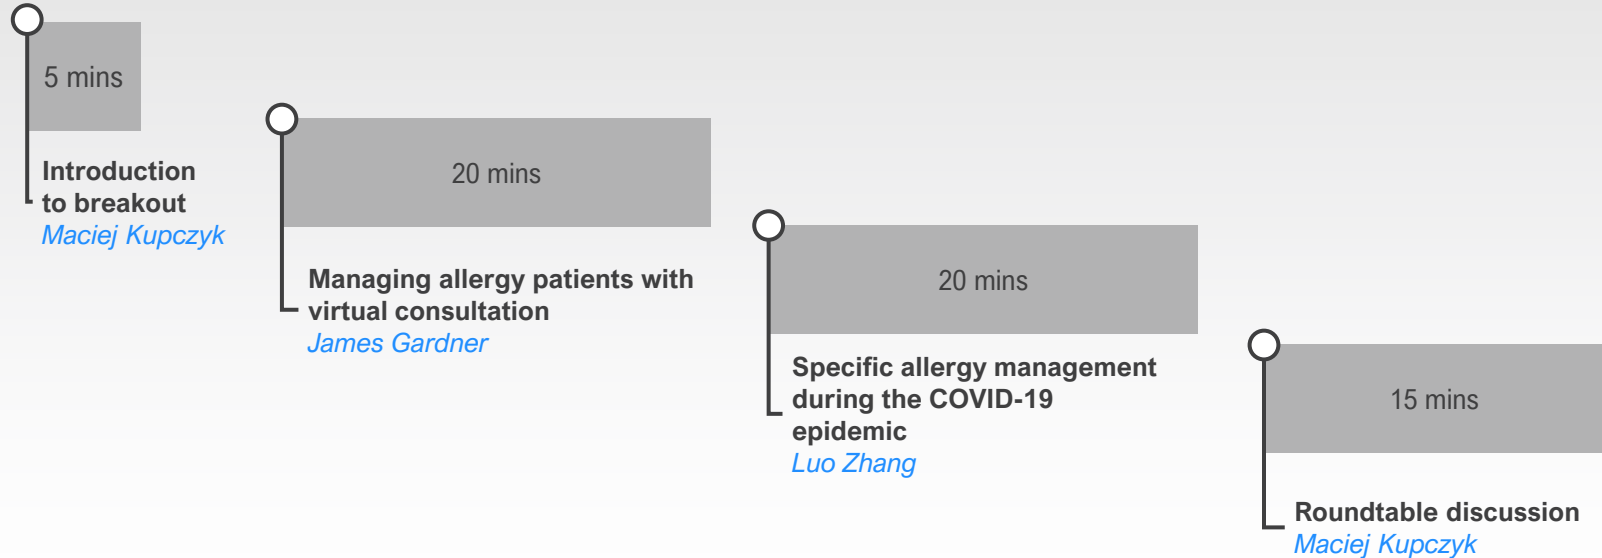 5 mins
Introduction
to breakout
Maciej Kupczyk
20 mins
Managing allergy patients with
virtual consultation
James Gardner
20 mins
Specific allergy management
during the COVID-19
epidemic
Luo Zhang
15 mins
Roundtable discussion
Maciej Kupczyk